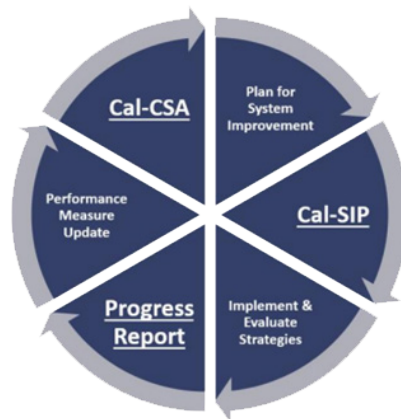 Cal-CSA
Plan for
System
Improvement
Cal-SIP
Implement &
Evaluate
Strategies
Progress
Report
Performance
Measure
Update